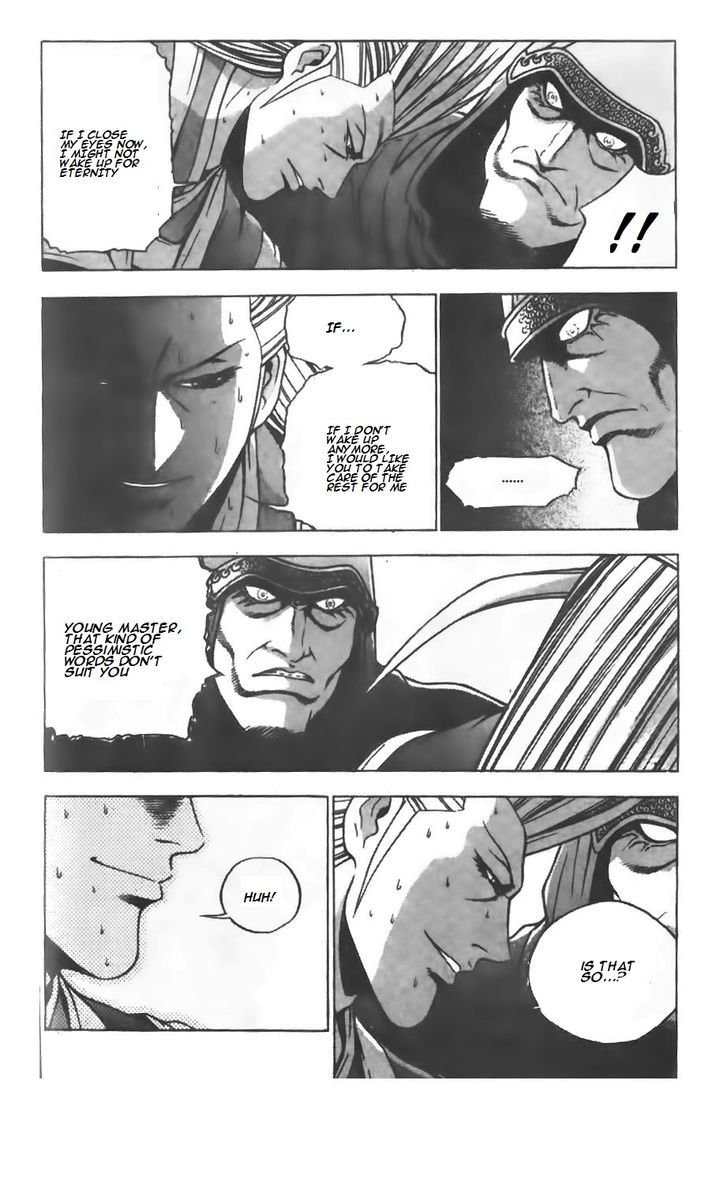 IF I CLOSE
MY EYES NOW,
I MIGHT NOT
WAKE UP FOR
ETERNITY
!!
IF...
IF I DON'T
WAKE UP
ANYMORE,
I WOULD LIKE
YOU TO TAKE
CARE OF THE
REST FOR ME
......
YOUNG MASTER,
THAT KIND OF
PESSIMISTIC
WORDS DON'T
SUIT YOU
HUH!
IS THAT
SO...?